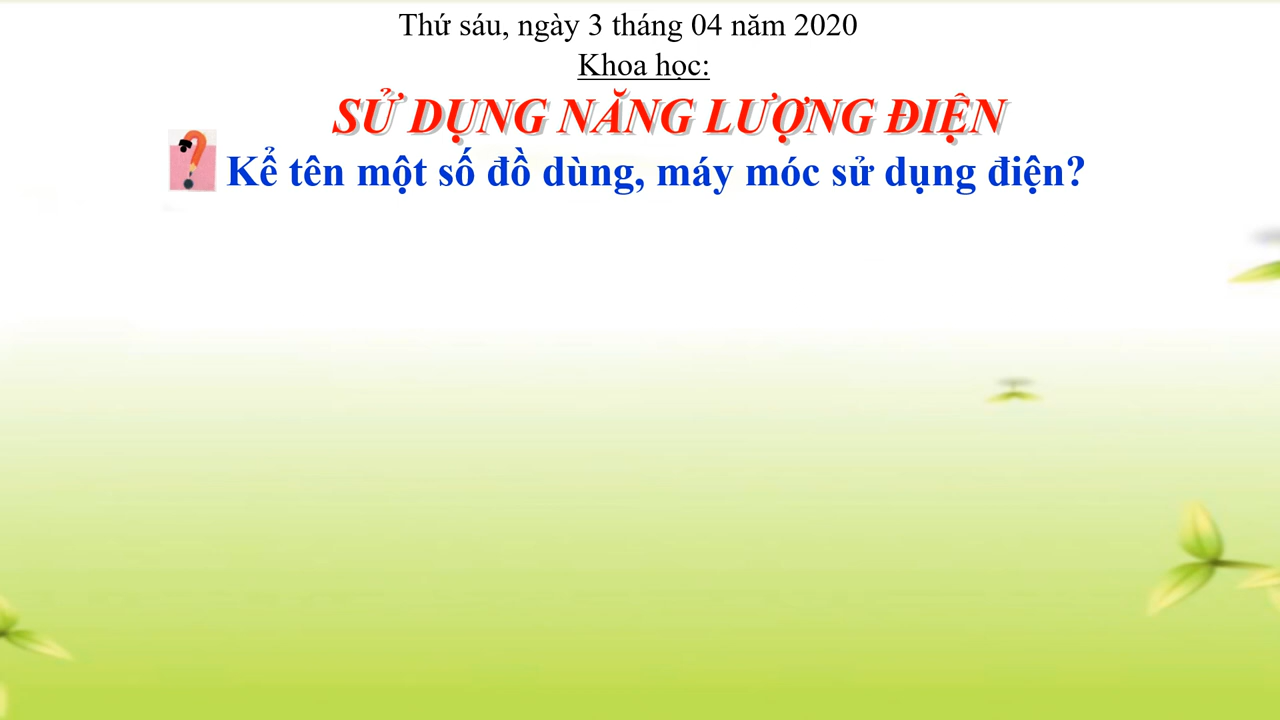 Thứ sáu, ngày 3 tháng 04 năm 2020
Khoa học:
SỬ DỤNG NĂNG LƯỢNG ĐIỆN
Kể tên một số đồ dùng, máy móc sử dụng điện?